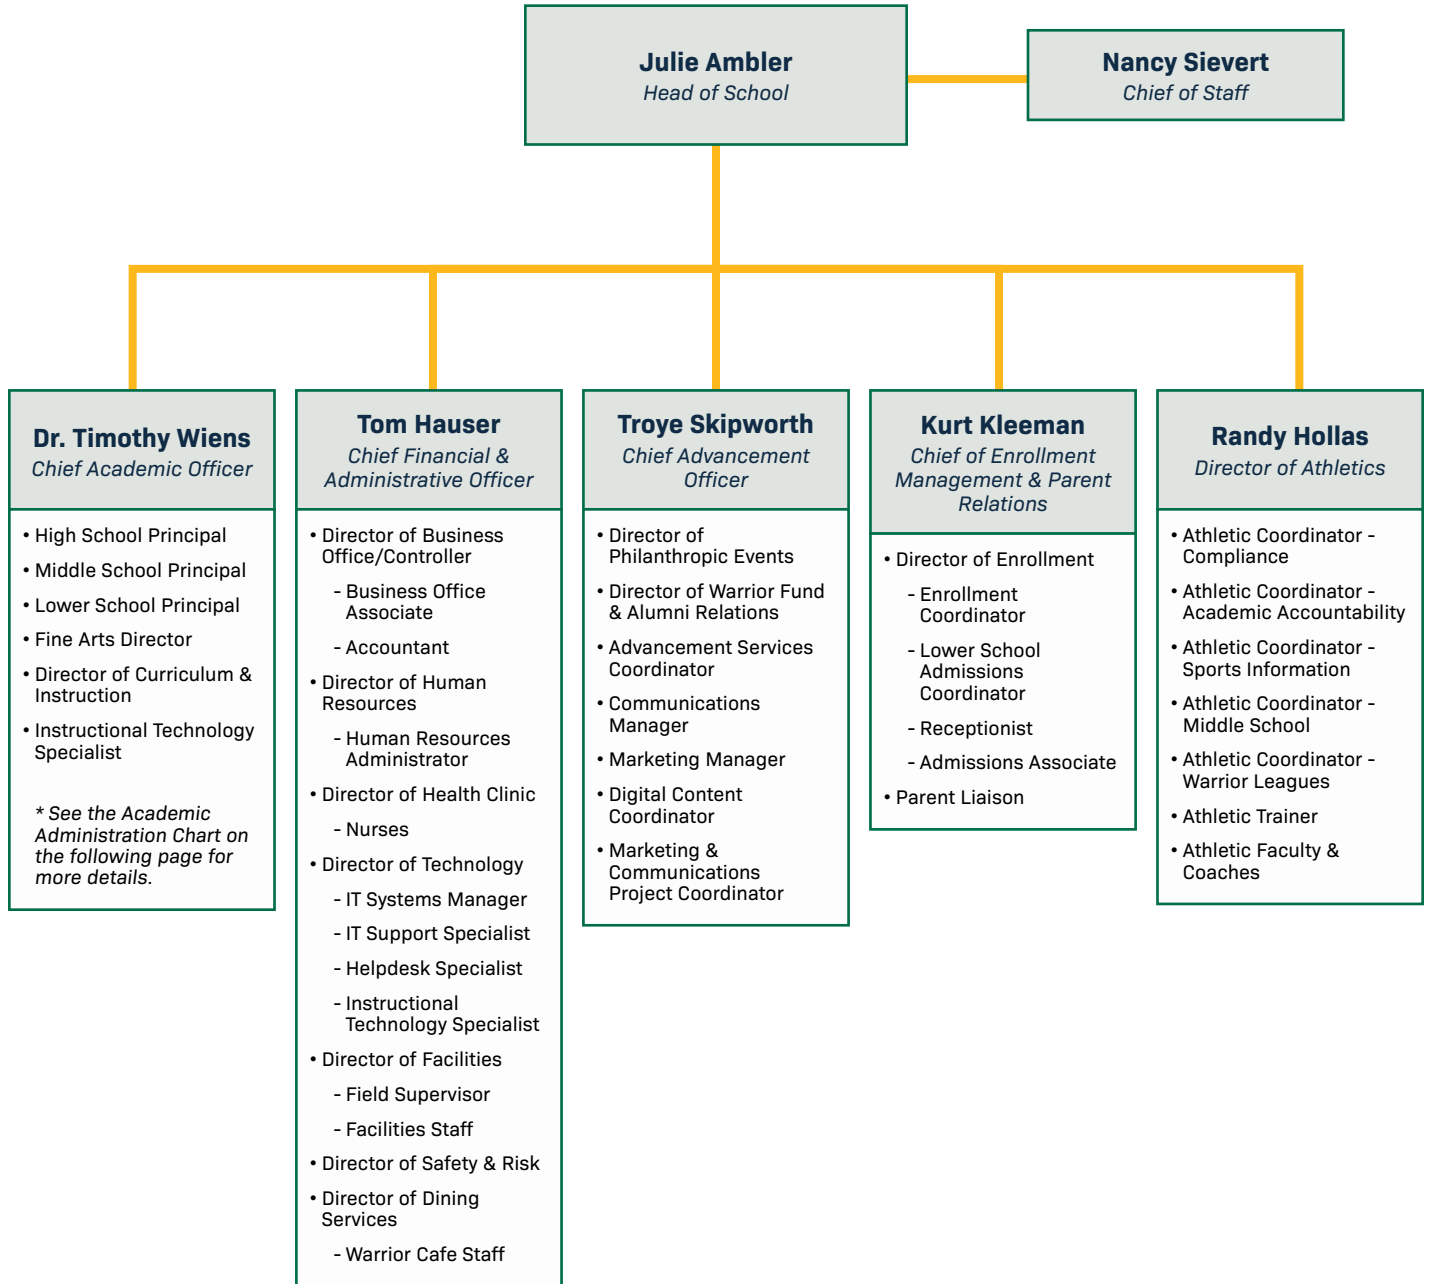 Julie Ambler
Head of School
Nancy Sievert
Chief of Staff
Dr. Timothy Wiens
Chief Academic Officer
• High School Principal
• Middle School Principal
• Lower School Principal
• Fine Arts Director
• Director of Curriculum &
Instruction
• Instructional Technology
Specialist
* See the Academic
Administration Chart on
the following page for
more details.
Tom Hauser
Chief Financial &
Administrative Officer
• Director of Business
Office/Controller
- Business Office
Associate
- Accountant
• Director of Human
Resources
- Human Resources
Administrator
• Director of Health Clinic
- Nurses
• Director of Technology
- IT Systems Manager
- IT Support Specialist
- Helpdesk Specialist
- Instructional
Technology Specialist
• Director of Facilities
- Field Supervisor
- Facilities Staff
• Director of Safety & Risk
• Director of Dining
Services
- Warrior Cafe Staff
Troye Skipworth
Chief Advancement
Officer
• Director of
Philanthropic Events
• Director of Warrior Fund
& Alumni Relations
• Advancement Services
Coordinator
• Communications
Manager
• Marketing Manager
• Digital Content
Coordinator
• Marketing &
Communications
Project Coordinator
Kurt Kleeman
Chief of Enrollment
Management & Parent
Relations
• Director of Enrollment
- Enrollment
Coordinator
- Lower School
Admissions
Coordinator
- Receptionist
- Admissions Associate
• Parent Liaison
Randy Hollas
Director of Athletics
• Athletic Coordinator -
Compliance
• Athletic Coordinator -
Academic Accountability
• Athletic Coordinator -
Sports Information
• Athletic Coordinator -
Middle School
• Athletic Coordinator -
Warrior Leagues
• Athletic Trainer
• Athletic Faculty &
Coaches